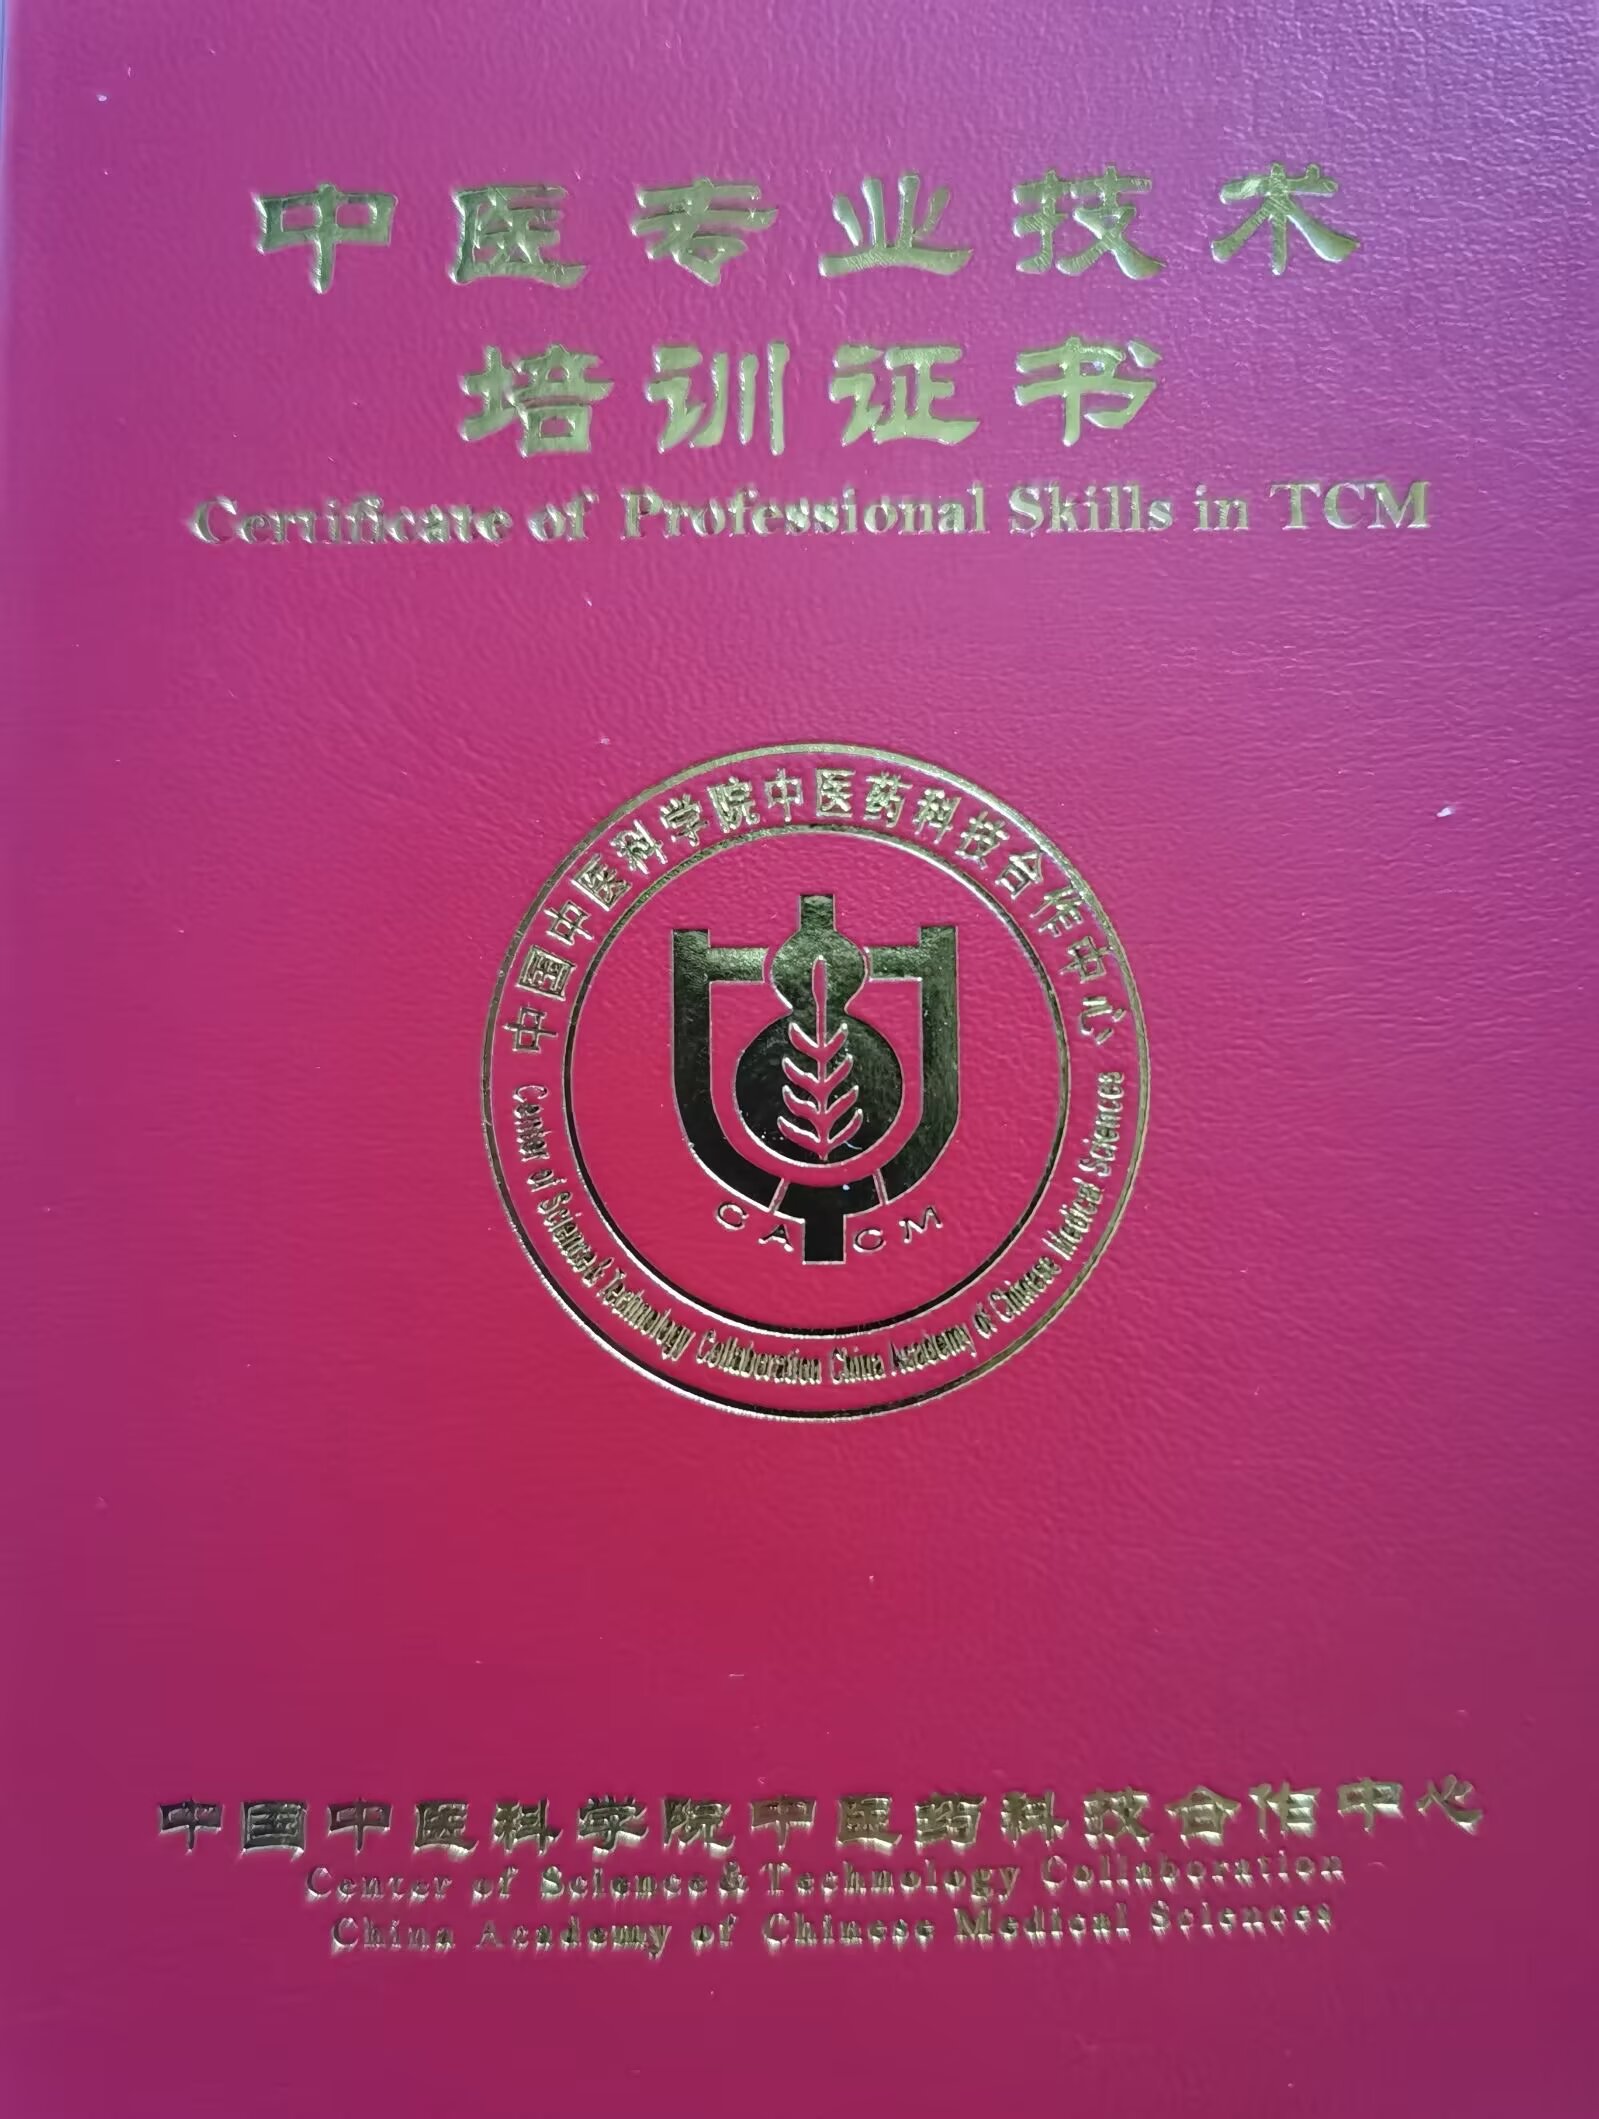 中医专业技术
培训证书
Certificate of Professional Skills in TCM
中国中医科学院中医药科技合作中心
CACM
Center of Science & Technology Collaboration China Academy of Chinese Medical Sciences
中国中医科学院中医药科技合作中心
Center of Science & Technology Collaboration
China Academy of Chinese Medical Sciences